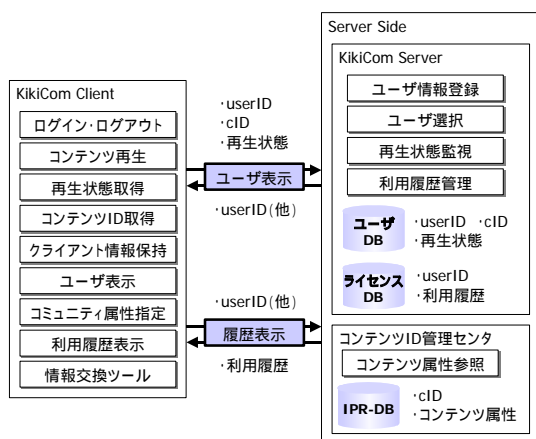 Server Side
KikiCom Server
ユーザ情報登録
ユーザ選択
再生状態監視
利用履歴管理
ユーザ
DB
・userID ・cID
・再生状態
ライセンス
DB
・userID
・利用履歴
コンテンツID管理センタ
コンテンツ属性参照
IPR-DB
・cID
・コンテンツ属性
KikiCom Client
ログイン・ログアウト
コンテンツ再生
再生状態取得
コンテンツID取得
クライアント情報保持
ユーザ表示
コミュニティ属性指定
利用履歴表示
情報交換ツール
・userID
・cID
・再生状態
ユーザ表示
・userID(他)
・userID(他)
履歴表示
・利用履歴